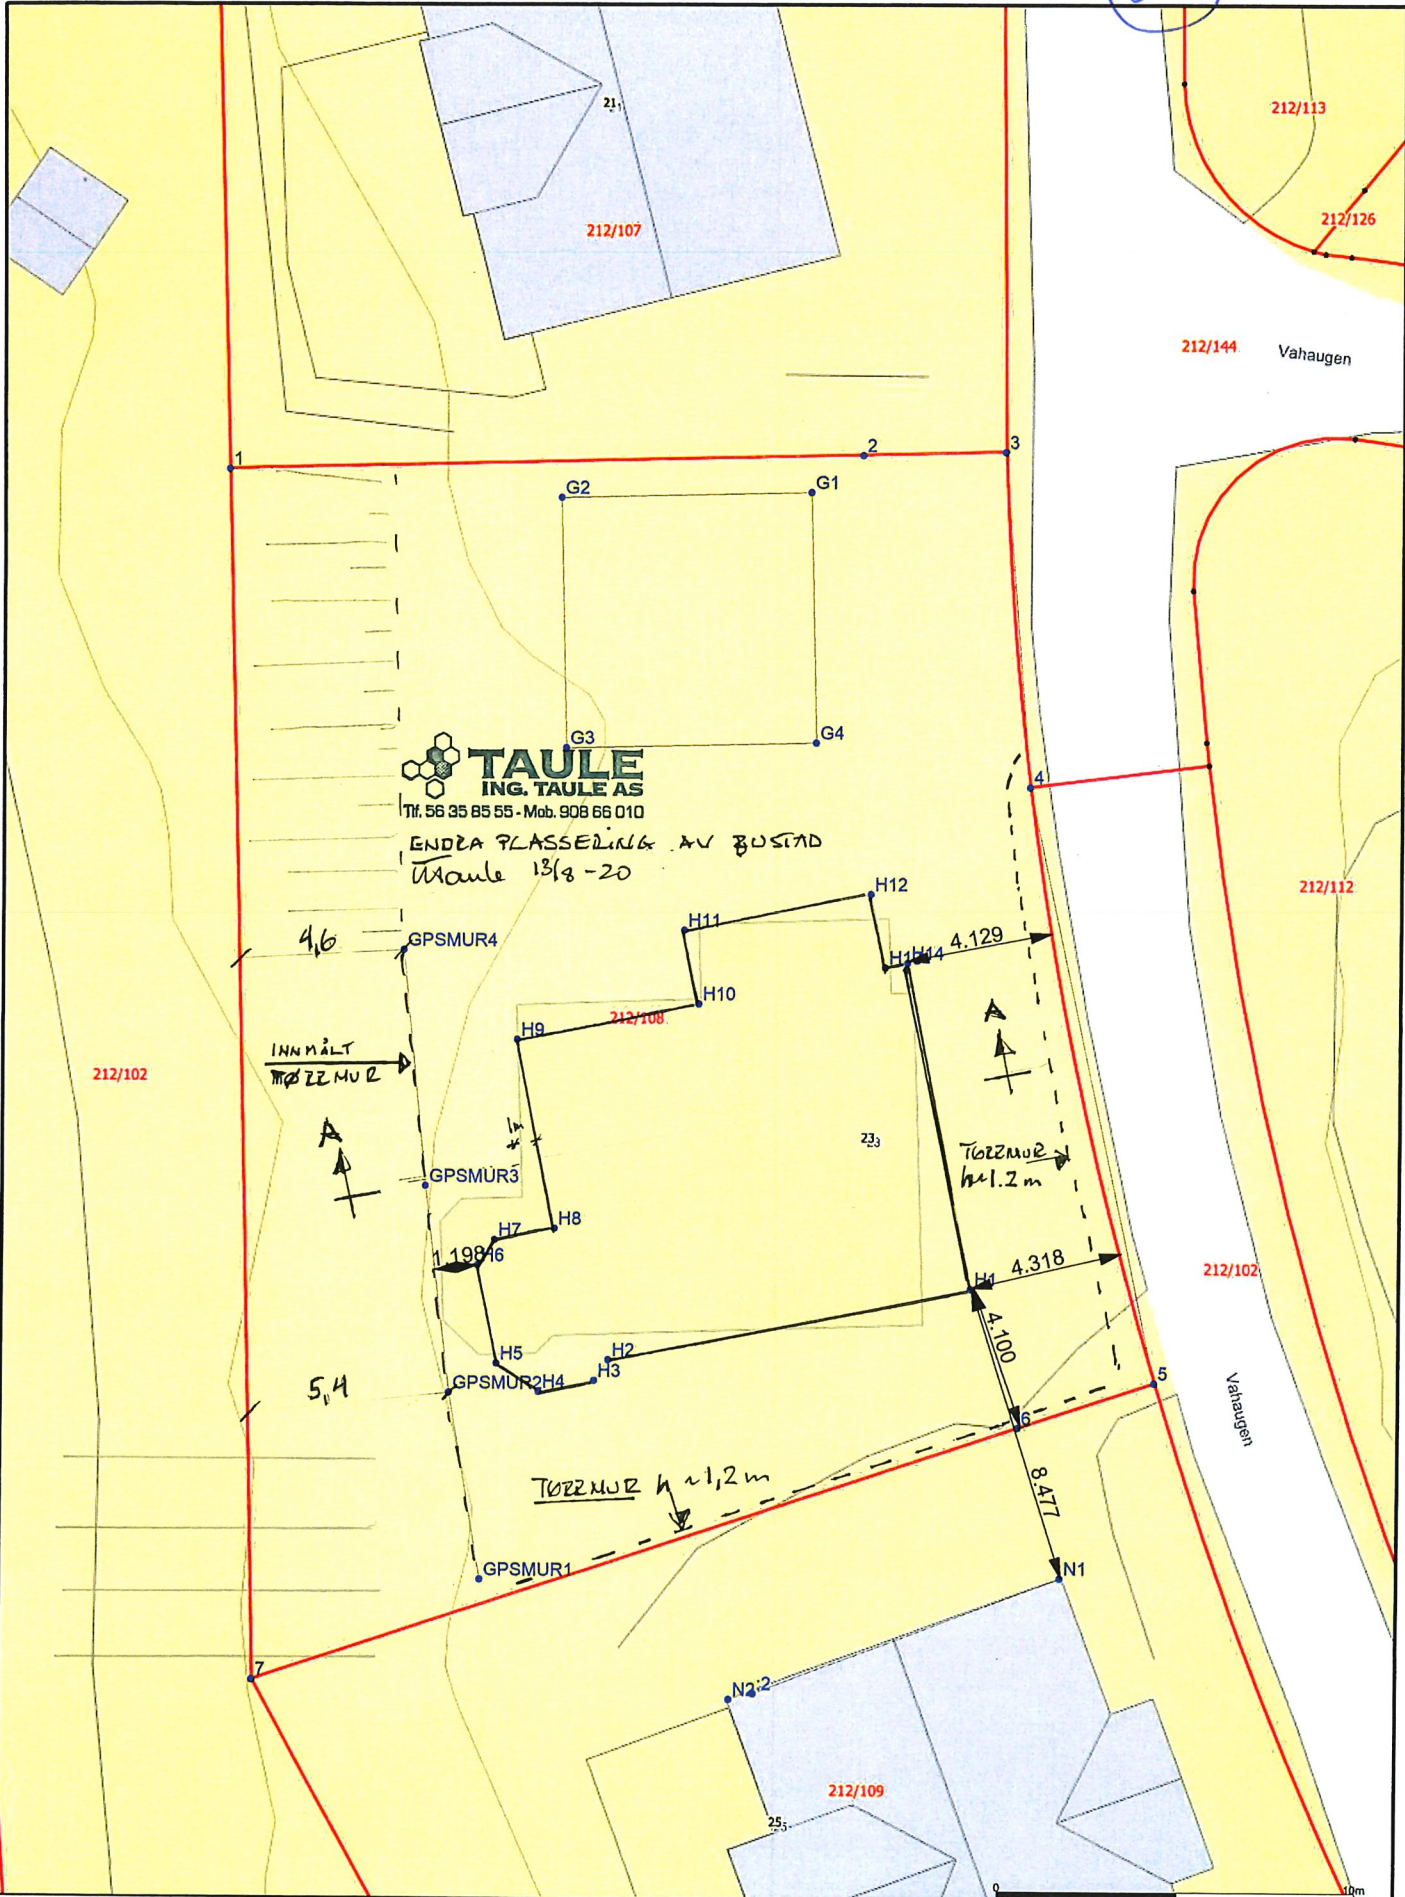 21
212/113
212/126
212/107
212/144
Vahaugen
1
2
3
G2
G1
G3
G4
4
TAULE
ING. TAULE AS
Tlf. 56 35 85 55 - Mob. 908 66 010
ENDRA PLASSERING AV BUSTAD
13/8-20
212/112
H12
H11
4.129
H14
4,6
GPSMUR4
H10
212/108
H9
A
INNMÅLT
TØRRMUR
212/102
A
23
TØRRMUR
h~1.2 m
GPSMUR3
H8
H7
1.198
H6
4.318
212/102
H1
4.100
H2
H5
H3
GPSMUR2
H4
5,4
5
6
Vahaugen
TØRRMUR h ~1,2 m
8.477
GPSMUR1
N1
7
N2
212/109
25
0
10m